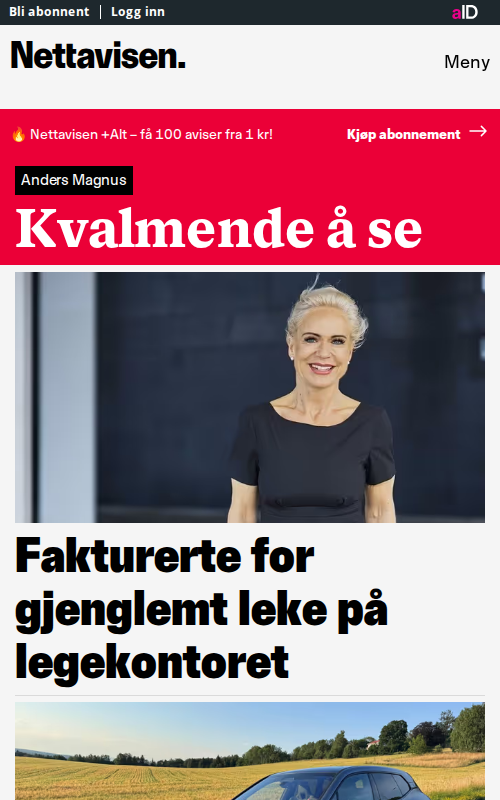 Bli abonnent | Logg inn
aID
Nettavisen.
Meny
🔥 Nettavisen +Alt – få 100 aviser fra 1 kr!
Kjøp abonnement →
Anders Magnus
Kvalmende å se
Fakturerte for
gjenglemt leke på
legekontoret